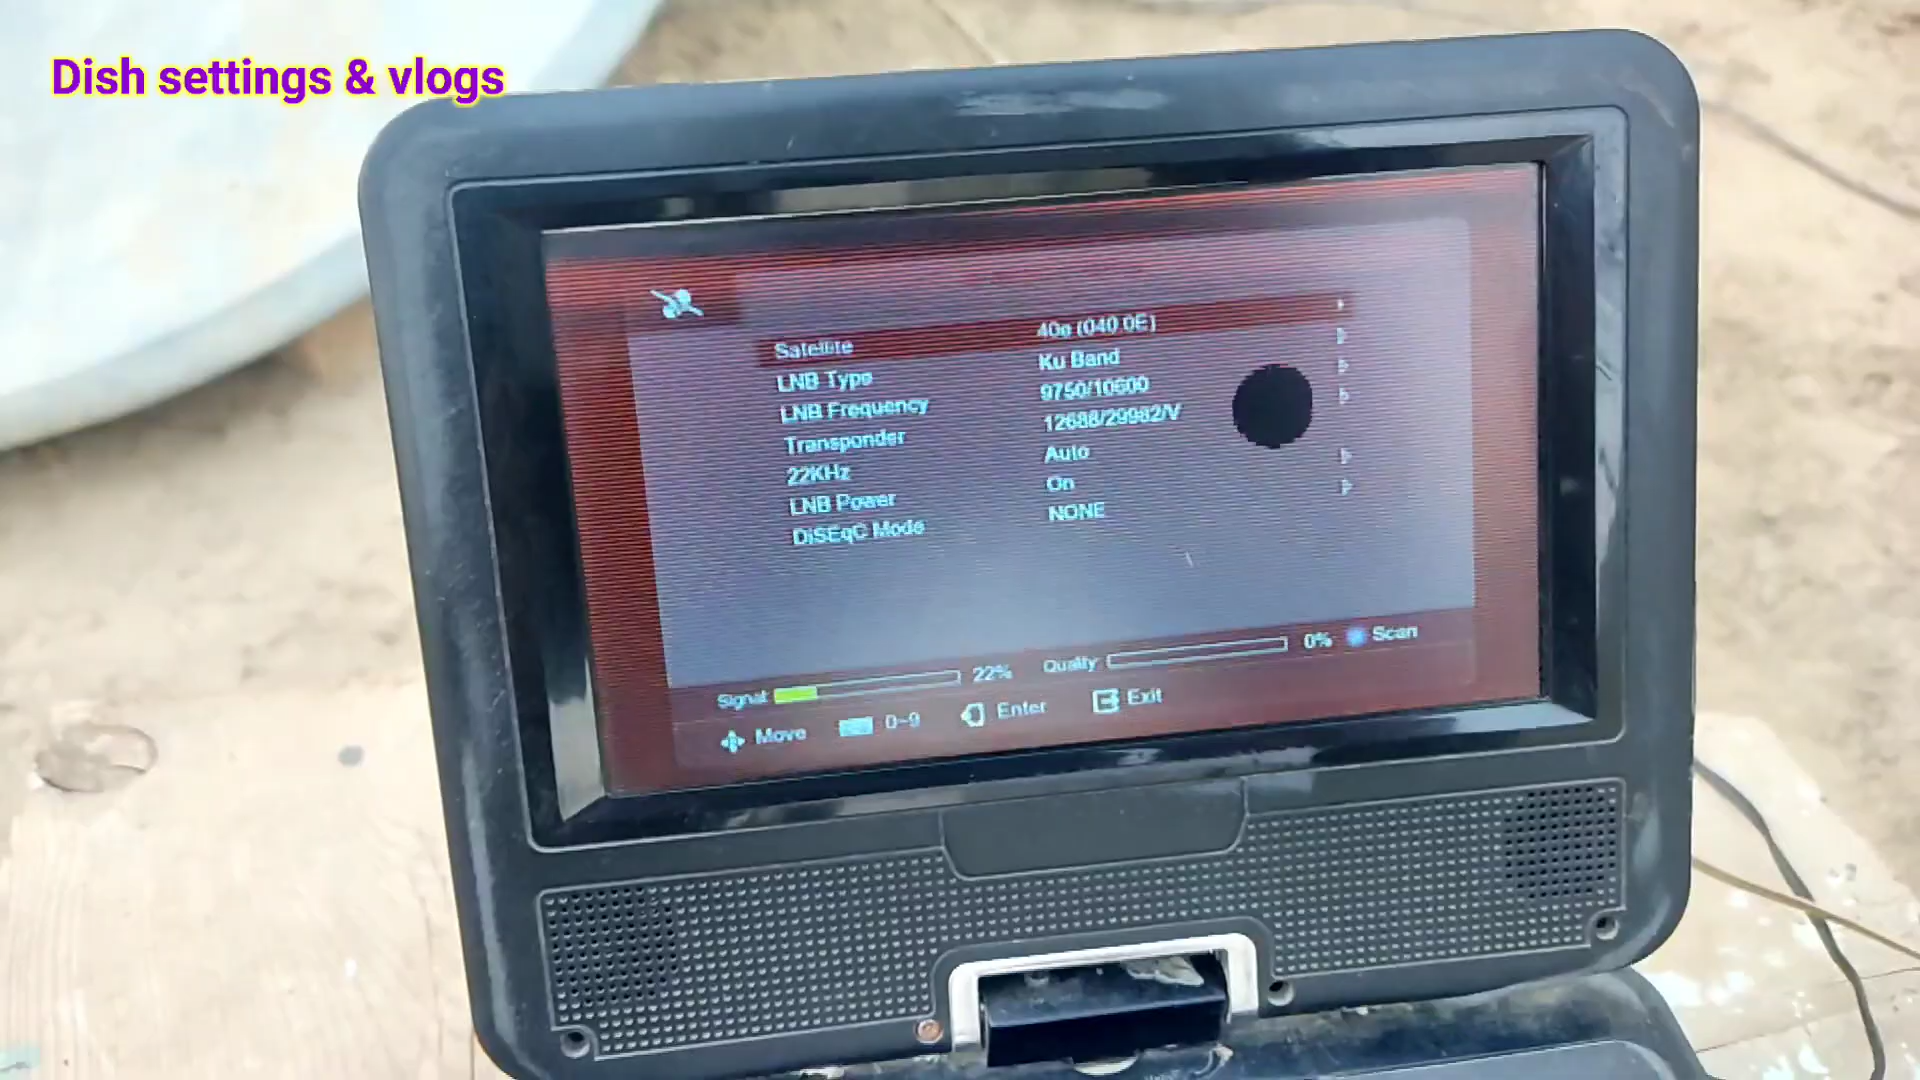 Dish settings & vlogs
Satellite 40e (040.0E)
LNB Type Ku Band
LNB Frequency 9750/10600
Transponder 12688/29982/V
22KHz Auto
LNB Power On
DiSEqC Mode NONE
Signal 22% Quality 0% Scan
Move 0-9 Enter Exit